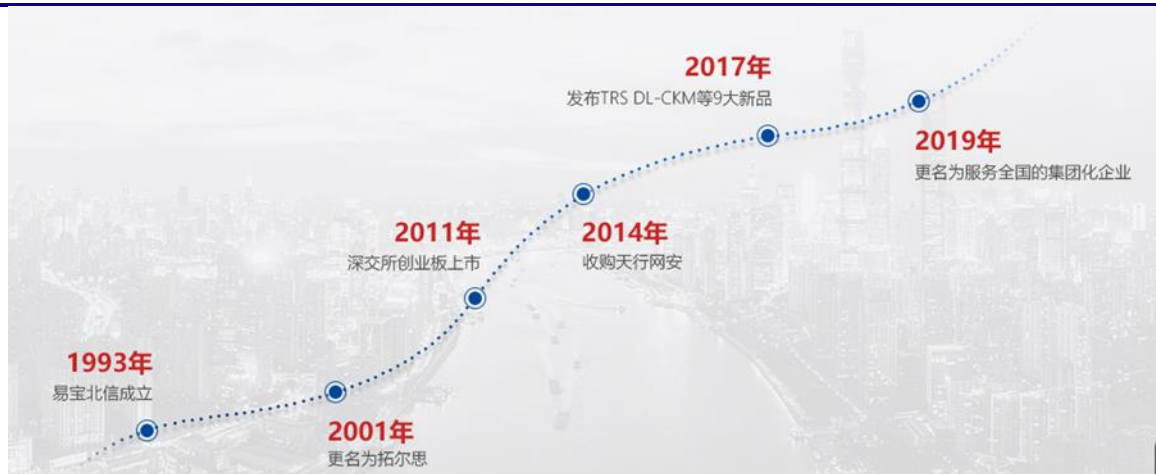 1993年
易宝北信成立
2001年
更名为拓尔思
2011年
深交所创业板上市
2014年
收购天行网安
2017年
发布TRS DL-CKM等9大新品
2019年
更名为服务全国的集团化企业